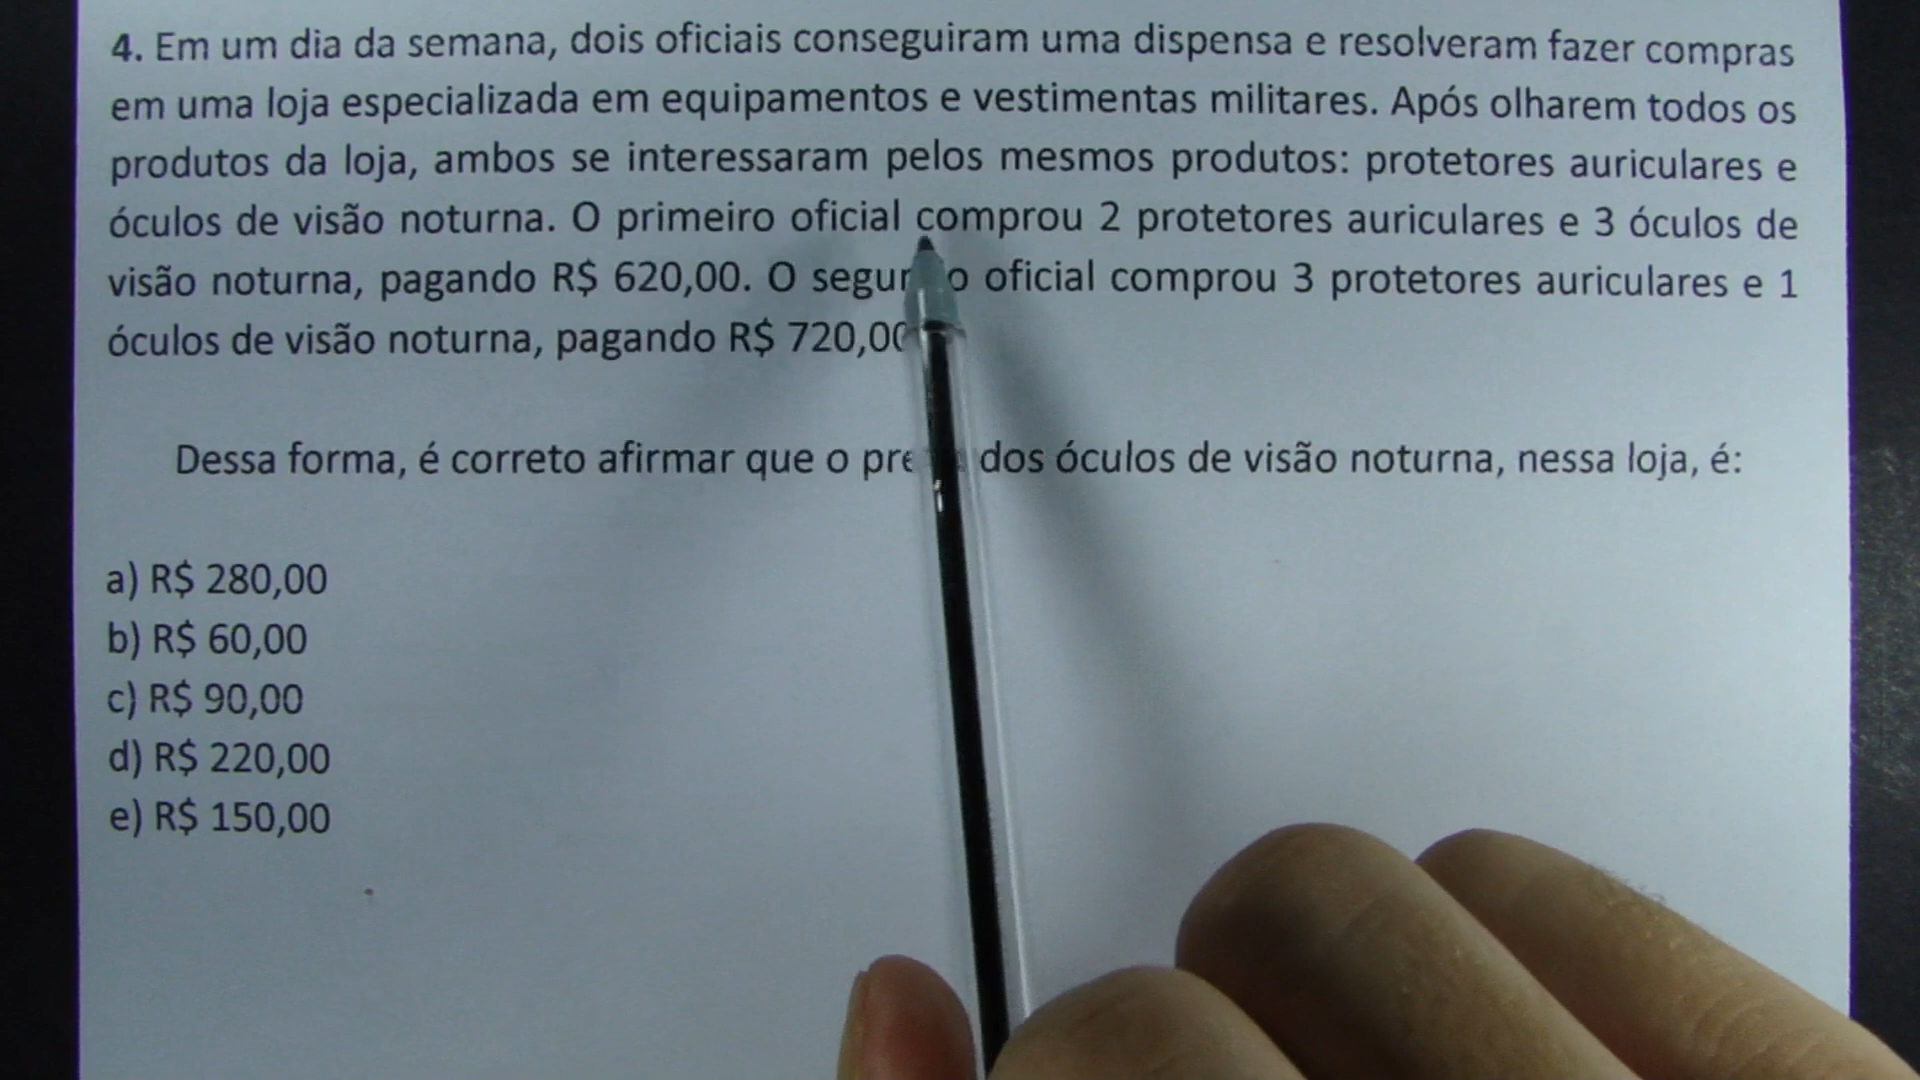 4. Em um dia da semana, dois oficiais conseguiram uma dispensa e resolveram fazer compras
em uma loja especializada em equipamentos e vestimentas militares. Após olharem todos os
produtos da loja, ambos se interessaram pelos mesmos produtos: protetores auriculares e
óculos de visão noturna. O primeiro oficial comprou 2 protetores auriculares e 3 óculos de
visão noturna, pagando R$ 620,00. O oficial comprou 3 protetores auriculares e 1
óculos de visão noturna, pagando R$ 720,00
Dessa forma, é correto afirmar que o dos óculos de visão noturna, nessa loja, é:
a) R$ 280,00
b) R$ 60,00
c) R$ 90,00
d) R$ 220,00
e) R$ 150,00